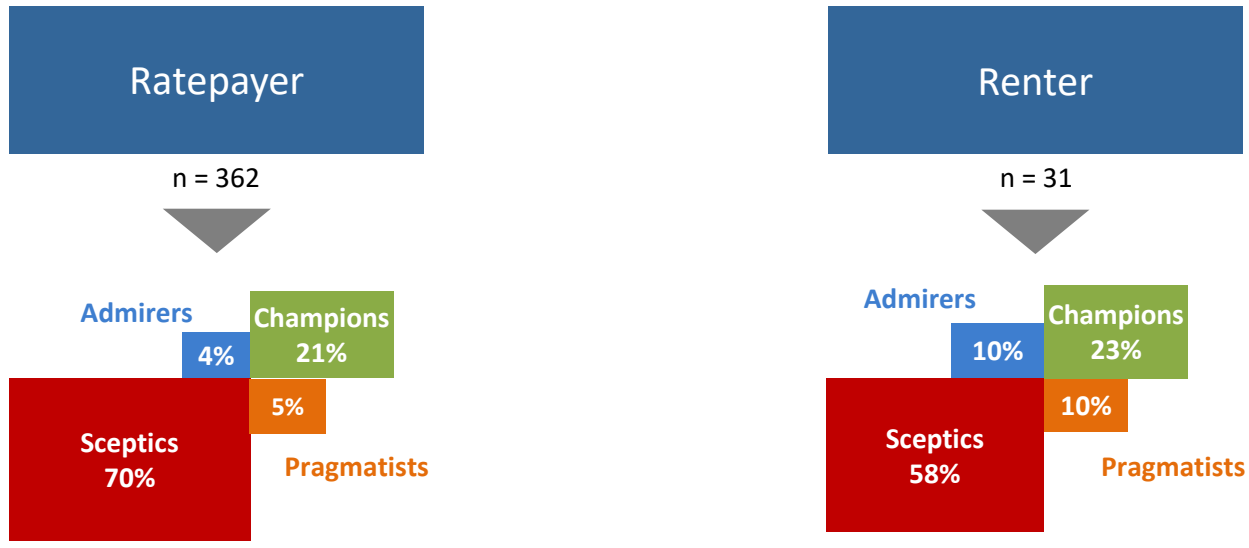 Ratepayer
n = 362
Admirers
Champions
21%
4%
5%
Sceptics
70%
Pragmatists
Renter
n = 31
Admirers
Champions
23%
10%
10%
Sceptics
58%
Pragmatists